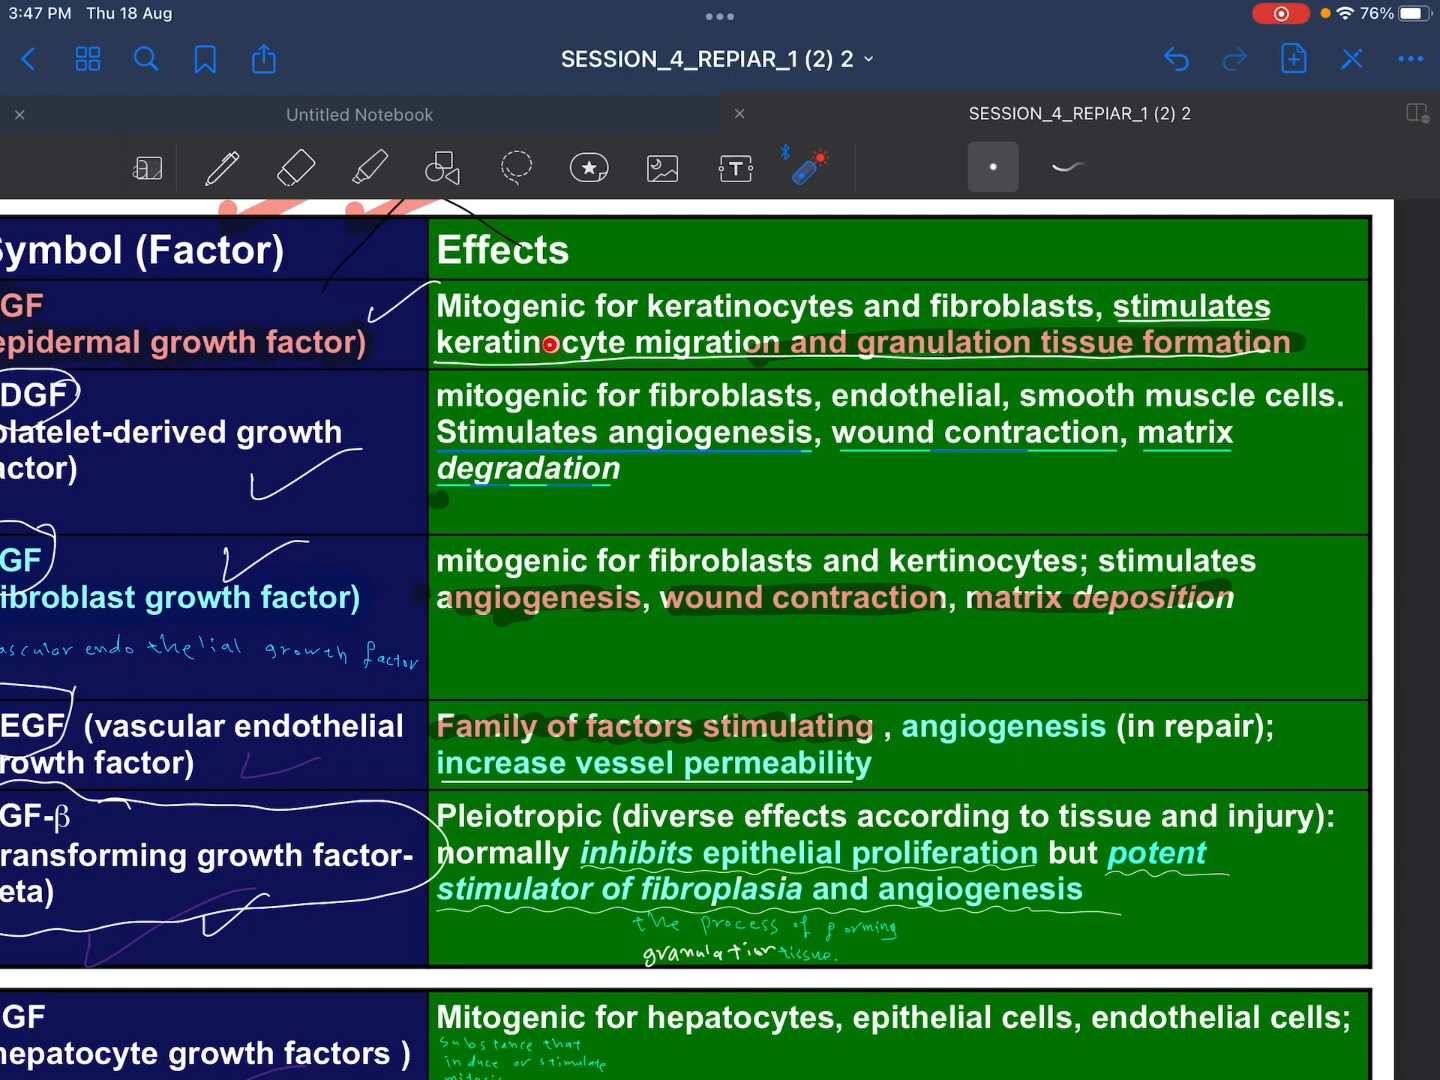 3:47 PM Thu 18 Aug
76%
SESSION_4_REPIAR_1 (2) 2
Untitled Notebook
SESSION_4_REPIAR_1 (2) 2
T
Symbol (Factor)
Effects
GF
epidermal growth factor)
Mitogenic for keratinocytes and fibroblasts, stimulates
keratinocyte migration and granulation tissue formation
DGF
platelet-derived growth
actor)
mitogenic for fibroblasts, endothelial, smooth muscle cells.
Stimulates angiogenesis, wound contraction, matrix
degradation
GF
ibroblast growth factor)
ascular endo thelial growth factor
mitogenic for fibroblasts and kertinocytes; stimulates
angiogenesis, wound contraction, matrix deposition
EGF (vascular endothelial
rowth factor)
Family of factors stimulating , angiogenesis (in repair);
increase vessel permeability
GF-β
ransforming growth factor-
eta)
Pleiotropic (diverse effects according to tissue and injury):
normally inhibits epithelial proliferation but potent
stimulator of fibroplasia and angiogenesis
the process of forming
granulation tissue.
GF
hepatocyte growth factors )
Mitogenic for hepatocytes, epithelial cells, endothelial cells;
substance that
induce or stimulate
mitosis